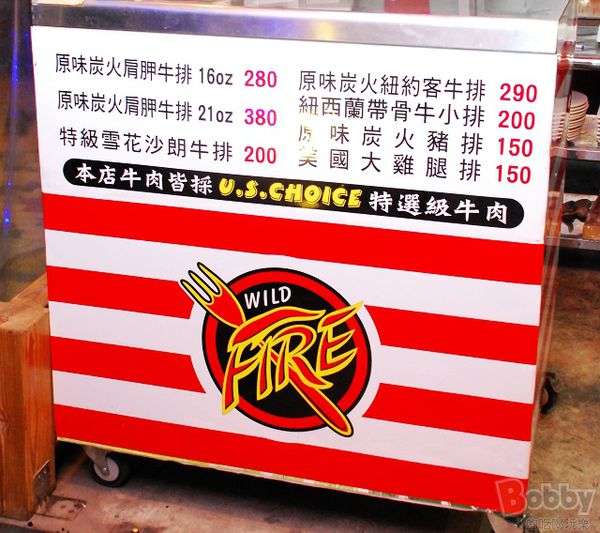 原味炭火肩胛牛排 16oz 280
原味炭火肩胛牛排 21oz 380
特級雪花沙朗牛排 200
原味炭火紐約客牛排 290
紐西蘭帶骨牛小排 200
原味炭火豬排 150
美國大雞腿排 150
本店牛肉皆採 U.S.CHOICE 特選級牛肉
WILD
FIRE
Bobby